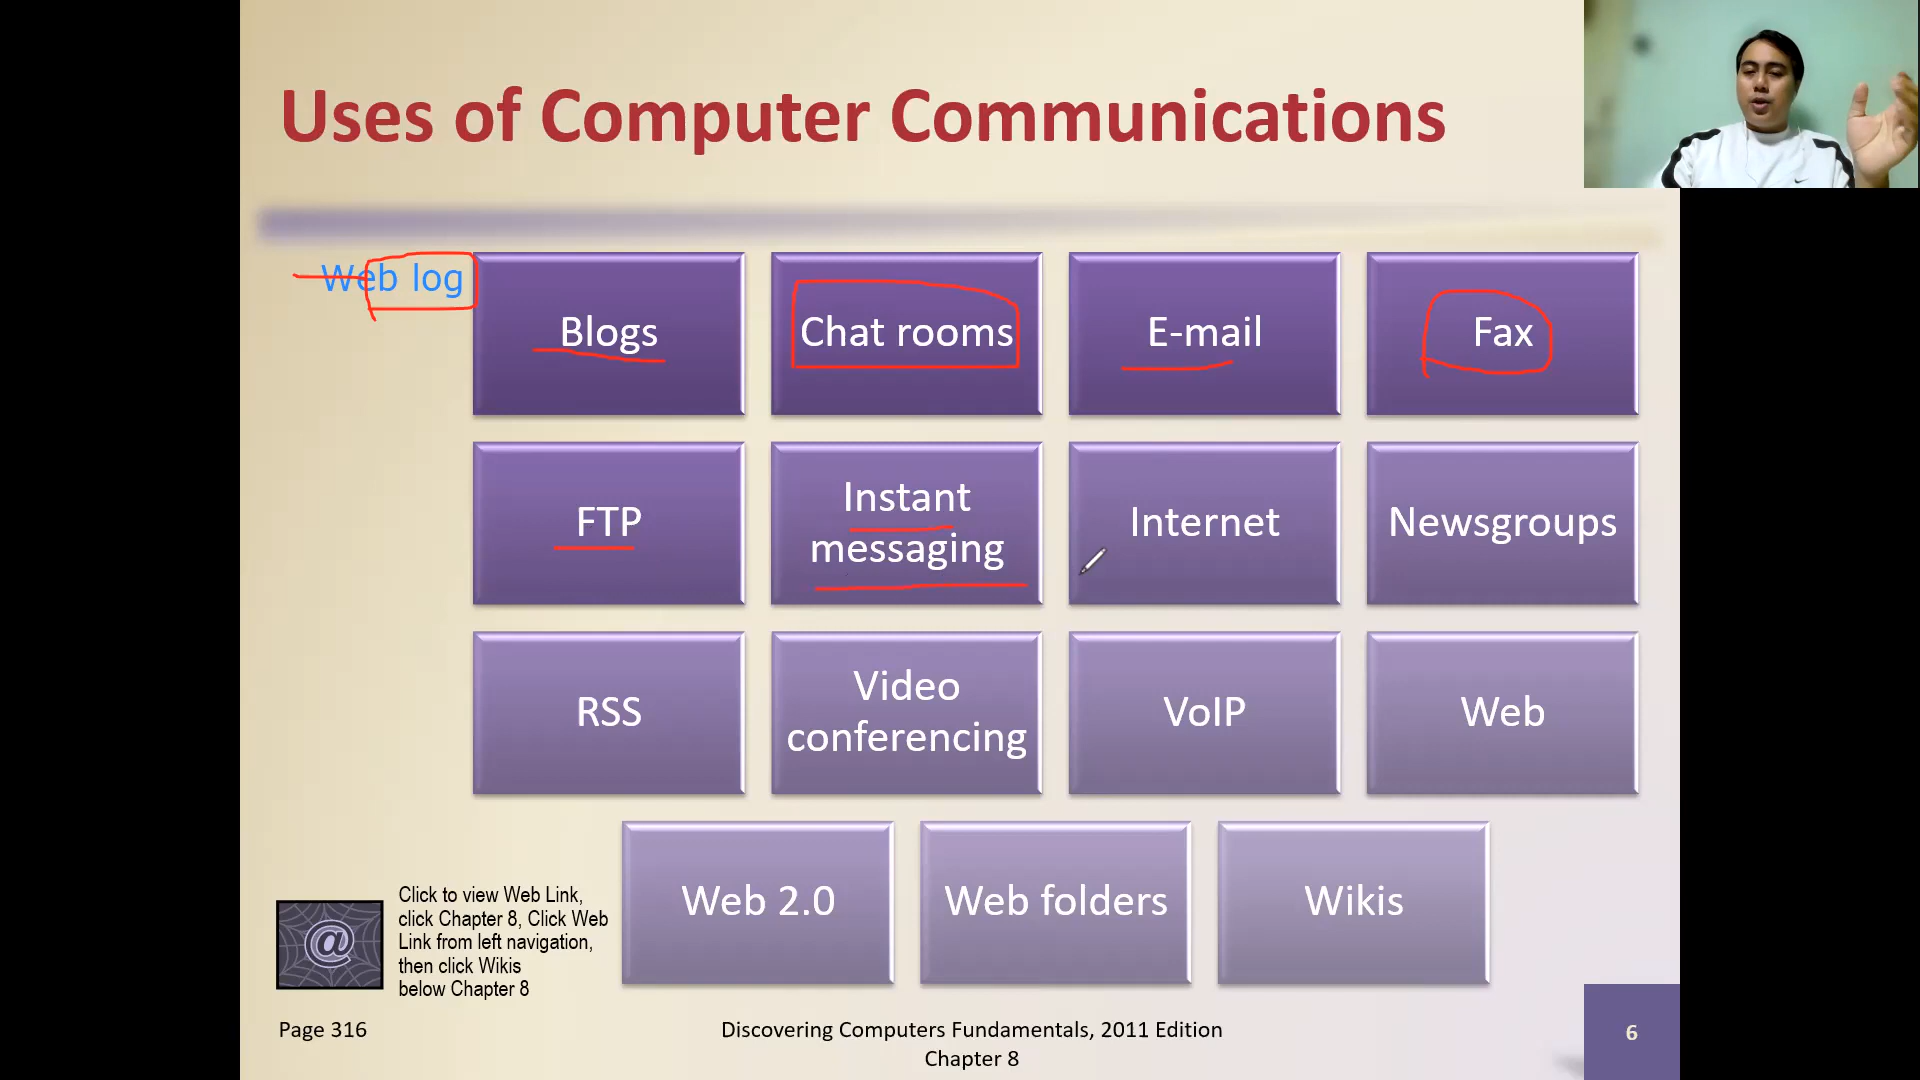 Uses of Computer Communications
Web log
Blogs
Chat rooms
E-mail
Fax
FTP
Instant
messaging
Internet
Newsgroups
RSS
Video
conferencing
VoIP
Web
Web 2.0
Web folders
Wikis
@
Click to view Web Link,
click Chapter 8, Click Web
Link from left navigation,
then click Wikis
below Chapter 8
Page 316
Discovering Computers Fundamentals, 2011 Edition
Chapter 8
6